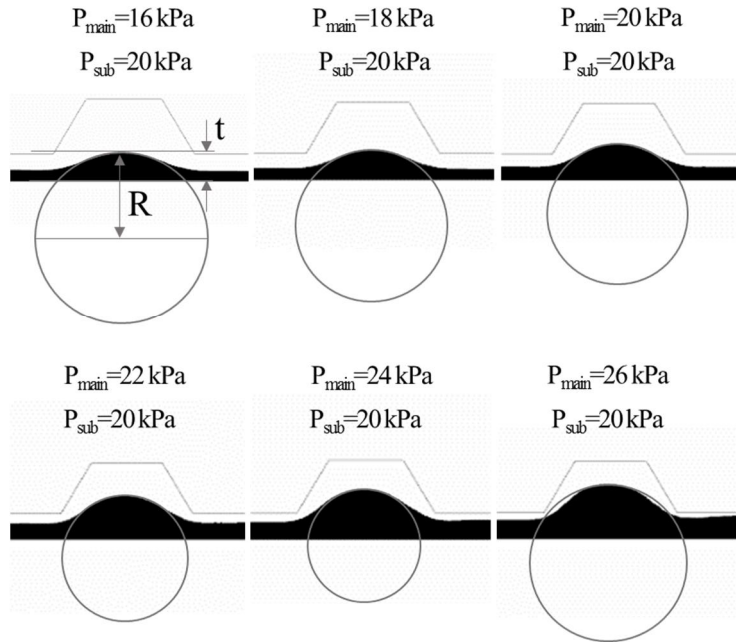 P_main=16 kPa P_main=18 kPa P_main=20 kPa
P_sub=20 kPa P_sub=20 kPa P_sub=20 kPa
t
R
P_main=22 kPa P_main=24 kPa P_main=26 kPa
P_sub=20 kPa P_sub=20 kPa P_sub=20 kPa